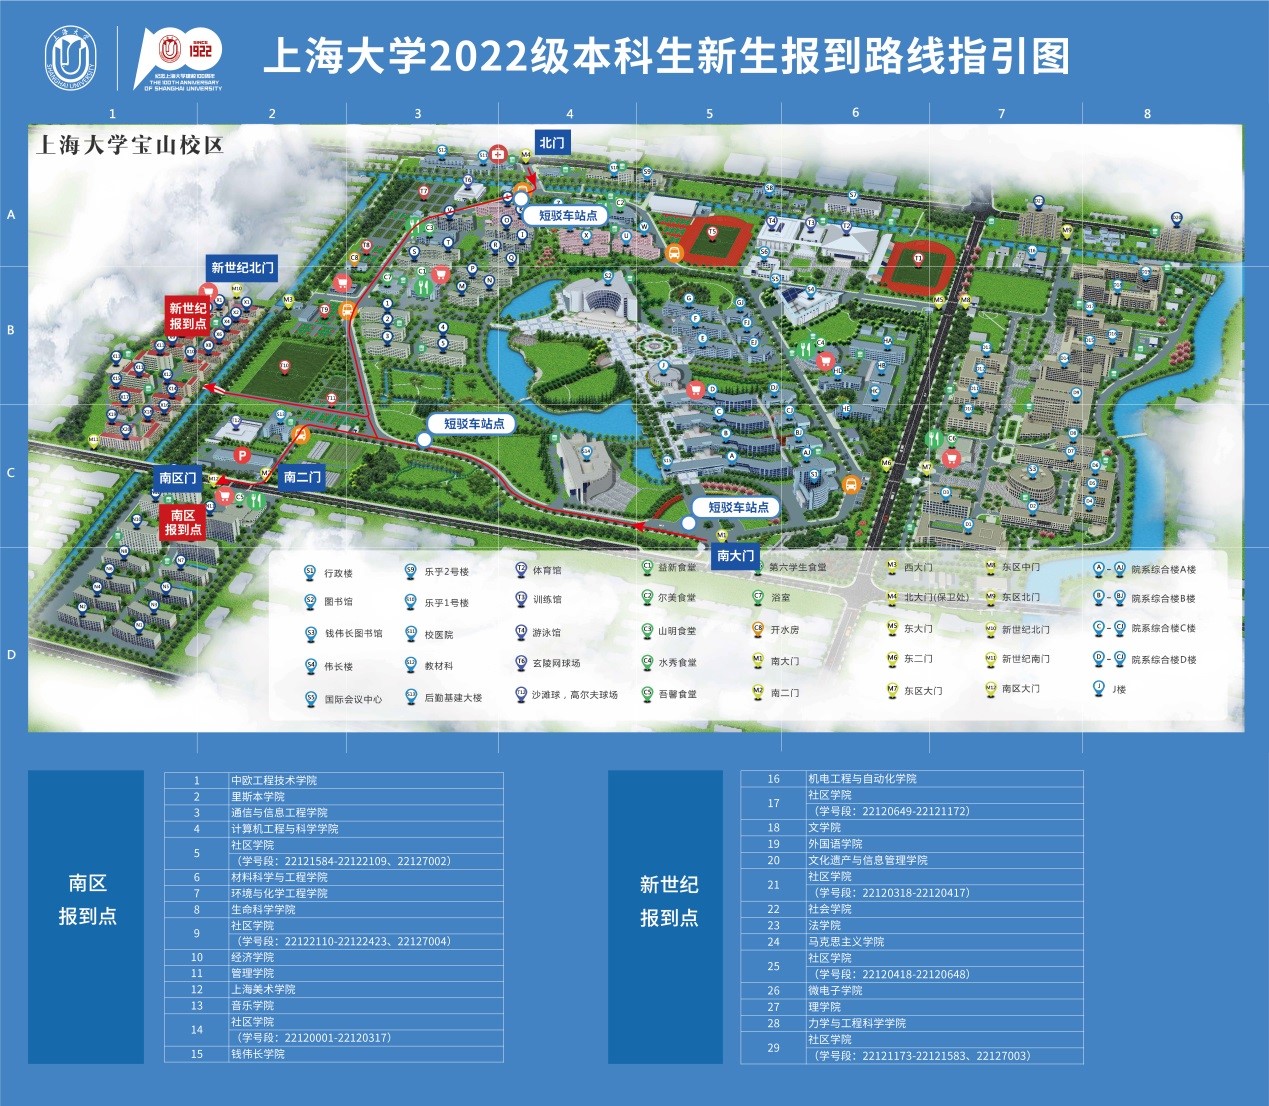 上海大学
SHANGHAI UNIVERSITY
SINCE
1922
纪念上海大学建校100周年
THE 100TH ANNIVERSARY
OF SHANGHAI UNIVERSITY
上海大学2022级本科生新生报到路线指引图
1 2 3 4 5 6 7 8
A
B
C
D
上海大学宝山校区
北门
短驳车站点
新世纪北门
新世纪
报到点
短驳车站点
南区门
南二门
南区
报到点
短驳车站点
南大门
S1 行政楼
S2 图书馆
S3 钱伟长图书馆
S4 伟长楼
S5 国际会议中心
S9 乐乎2号楼
S10 乐乎1号楼
S11 校医院
S12 教材科
S13 后勤基建大楼
T2 体育馆
T3 训练馆
T4 游泳馆
T6 玄陵网球场
T12 沙滩球，高尔夫球场
C1 益新食堂
C2 尔美食堂
C3 山明食堂
C4 水秀食堂
C5 吾馨食堂
第六学生食堂
C7 浴室
C8 开水房
M1 南大门
M2 南二门
M3 西大门
M4 北大门(保卫处)
M5 东大门
M6 东二门
M7 东区大门
M8 东区中门
M9 东区北门
M10 新世纪北门
M11 新世纪南门
M12 南区大门
A - AJ 院系综合楼A楼
B - BJ 院系综合楼B楼
C - CJ 院系综合楼C楼
D - CJ 院系综合楼D楼
J J楼
南区
报到点
1 中欧工程技术学院
2 里斯本学院
3 通信与信息工程学院
4 计算机工程与科学学院
5 社区学院
（学号段：22121584-22122109、22127002）
6 材料科学与工程学院
7 环境与化学工程学院
8 生命科学学院
9 社区学院
（学号段：22122110-22122423、22127004）
10 经济学院
11 管理学院
12 上海美术学院
13 音乐学院
14 社区学院
（学号段：22120001-22120317）
15 钱伟长学院
新世纪
报到点
16 机电工程与自动化学院
17 社区学院
（学号段：22120649-22121172）
18 文学院
19 外国语学院
20 文化遗产与信息管理学院
21 社区学院
（学号段：22120318-22120417）
22 社会学院
23 法学院
24 马克思主义学院
25 社区学院
（学号段：22120418-22120648）
26 微电子学院
27 理学院
28 力学与工程科学学院
29 社区学院
（学号段：22121173-22121583、22127003）